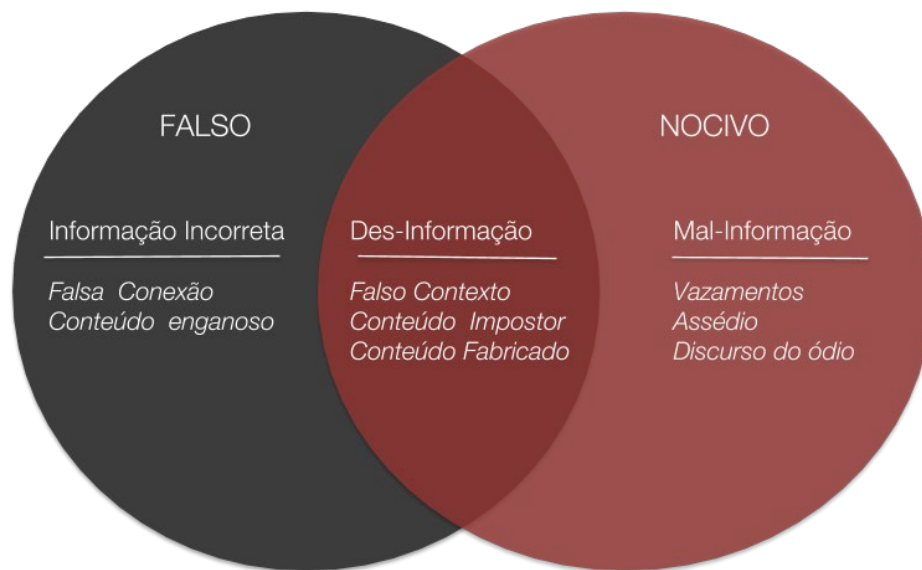 FALSO
NOCIVO
Informação Incorreta
Falsa Conexão
Conteúdo enganoso
Des-Informação
Falso Contexto
Conteúdo Impostor
Conteúdo Fabricado
Mal-Informação
Vazamentos
Assédio
Discurso do ódio